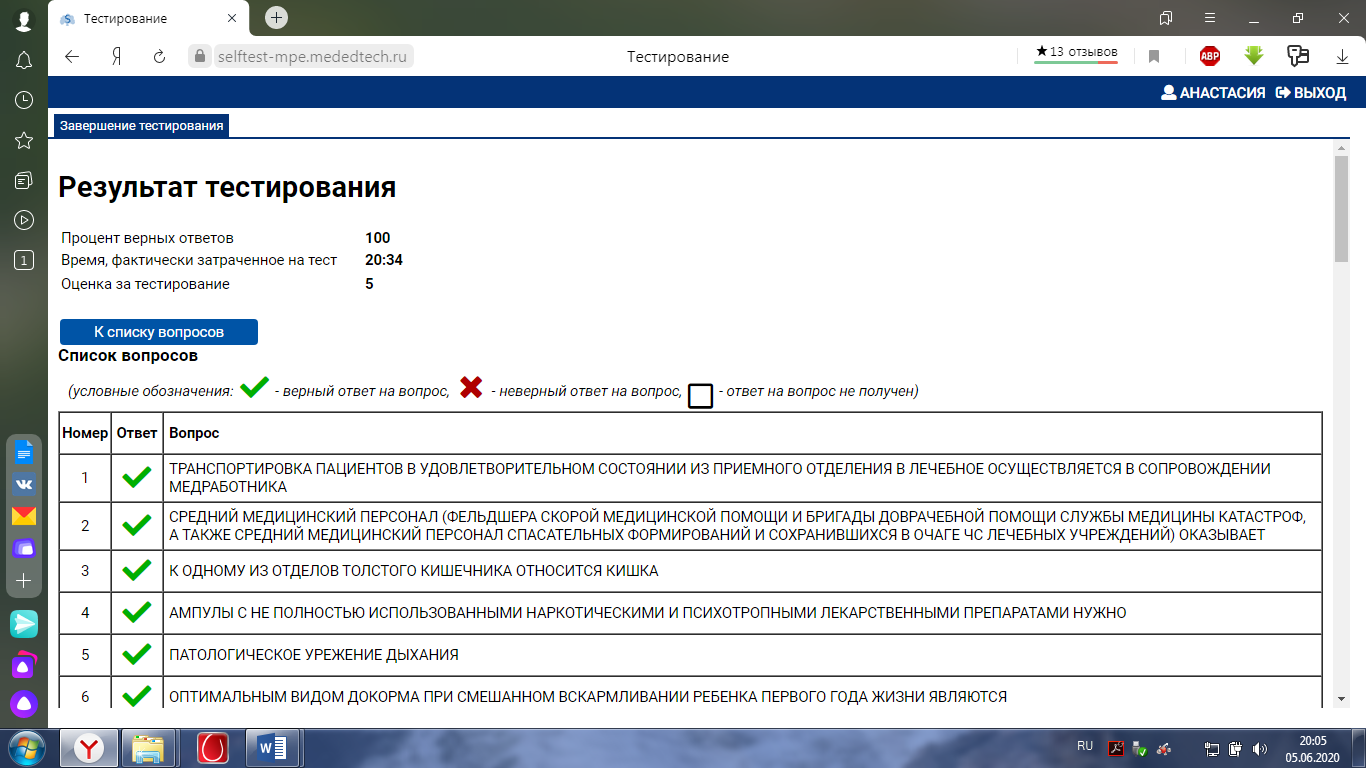 Тестирование
selftest-mpe.mededtech.ru
Тестирование
★13 отзывов
ABP
АНАСТАСИЯ ВЫХОД
Завершение тестирования
Результат тестирования
Процент верных ответов 100
Время, фактически затраченное на тест 20:34
Оценка за тестирование 5
К списку вопросов
Список вопросов
(условные обозначения: - верный ответ на вопрос, - неверный ответ на вопрос, - ответ на вопрос не получен)
Номер Ответ Вопрос
1 ТРАНСПОРТИРОВКА ПАЦИЕНТОВ В УДОВЛЕТВОРИТЕЛЬНОМ СОСТОЯНИИ ИЗ ПРИЕМНОГО ОТДЕЛЕНИЯ В ЛЕЧЕБНОЕ ОСУЩЕСТВЛЯЕТСЯ В СОПРОВОЖДЕНИИ
МЕДРАБОТНИКА
2 СРЕДНИЙ МЕДИЦИНСКИЙ ПЕРСОНАЛ (ФЕЛЬДШЕРА СКОРОЙ МЕДИЦИНСКОЙ ПОМОЩИ И БРИГАДЫ ДОВРАЧЕБНОЙ ПОМОЩИ СЛУЖБЫ МЕДИЦИНЫ КАТАСТРОФ,
А ТАКЖЕ СРЕДНИЙ МЕДИЦИНСКИЙ ПЕРСОНАЛ СПАСАТЕЛЬНЫХ ФОРМИРОВАНИЙ И СОХРАНИВШИХСЯ В ОЧАГЕ ЧС ЛЕЧЕБНЫХ УЧРЕЖДЕНИЙ) ОКАЗЫВАЕТ
3 К ОДНОМУ ИЗ ОТДЕЛОВ ТОЛСТОГО КИШЕЧНИКА ОТНОСИТСЯ КИШКА
4 АМПУЛЫ С НЕ ПОЛНОСТЬЮ ИСПОЛЬЗОВАННЫМИ НАРКОТИЧЕСКИМИ И ПСИХОТРОПНЫМИ ЛЕКАРСТВЕННЫМИ ПРЕПАРАТАМИ НУЖНО
5 ПАТОЛОГИЧЕСКОЕ УРЕЖЕНИЕ ДЫХАНИЯ
6 ОПТИМАЛЬНЫМ ВИДОМ ДОКОРМА ПРИ СМЕШАННОМ ВСКАРМЛИВАНИИ РЕБЕНКА ПЕРВОГО ГОДА ЖИЗНИ ЯВЛЯЮТСЯ
1
RU
20:05
05.06.2020